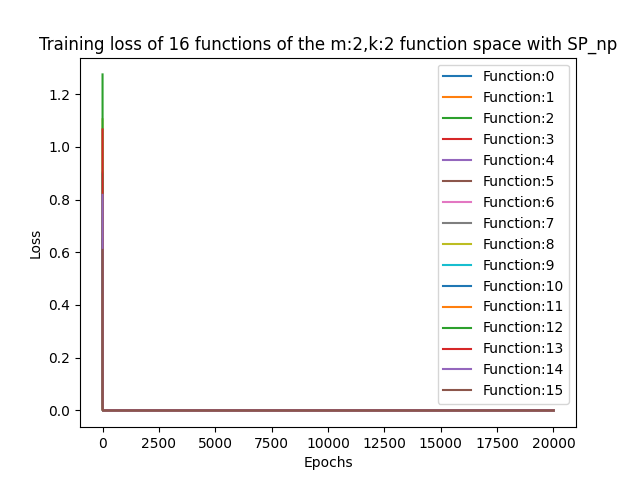 Training loss of 16 functions of the m:2,k:2 function space with SP_np
1.2
1.0
0.8
0.6
0.4
0.2
0.0
Loss
0 2500 5000 7500 10000 12500 15000 17500 20000
Epochs
Function:0
Function:1
Function:2
Function:3
Function:4
Function:5
Function:6
Function:7
Function:8
Function:9
Function:10
Function:11
Function:12
Function:13
Function:14
Function:15